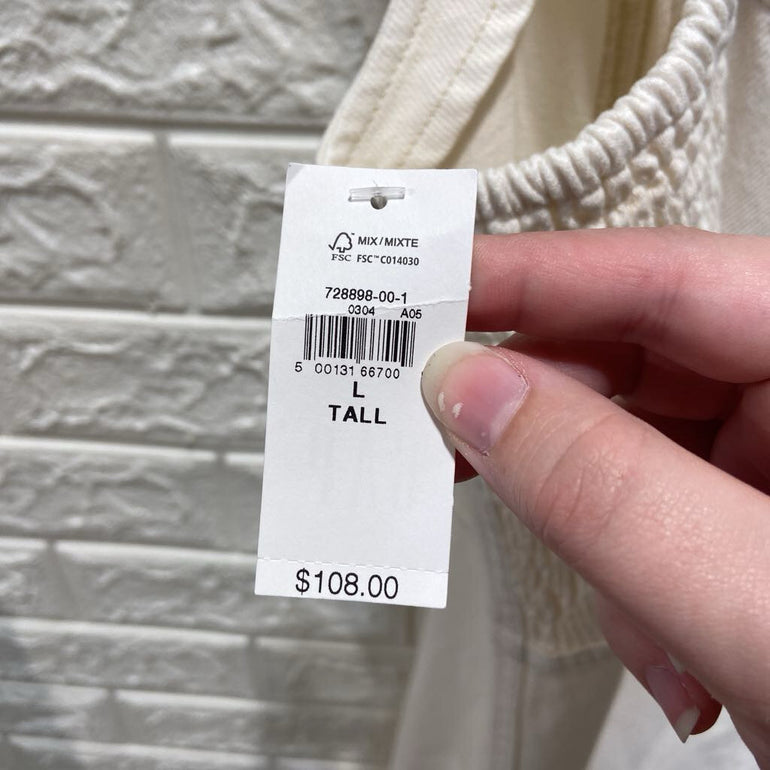 MIX/MIXTE
FSC FSC™ C014030
728898-00-1
0304 A05
5 00131 66700
L
TALL
$108.00